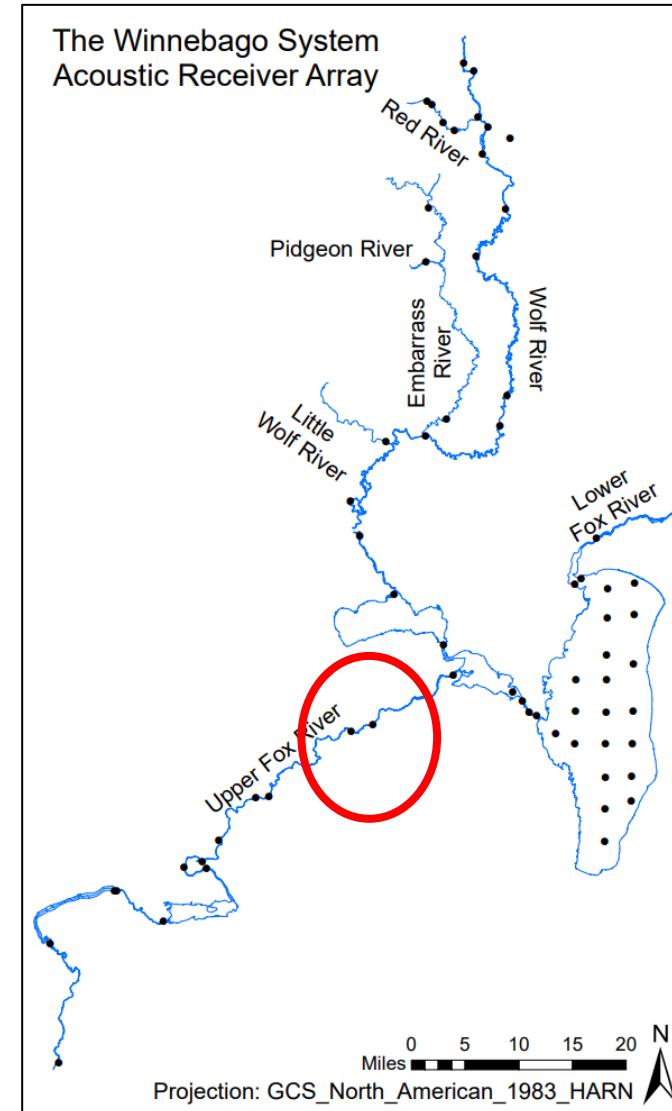 The Winnebago System
Acoustic Receiver Array
Red River
Pidgeon River
Embarrass
River
Wolf River
Little
Wolf River
Lower
Fox River
Upper Fox River
N
0 5 10 15 20
Miles
Projection: GCS_North_American_1983_HARN